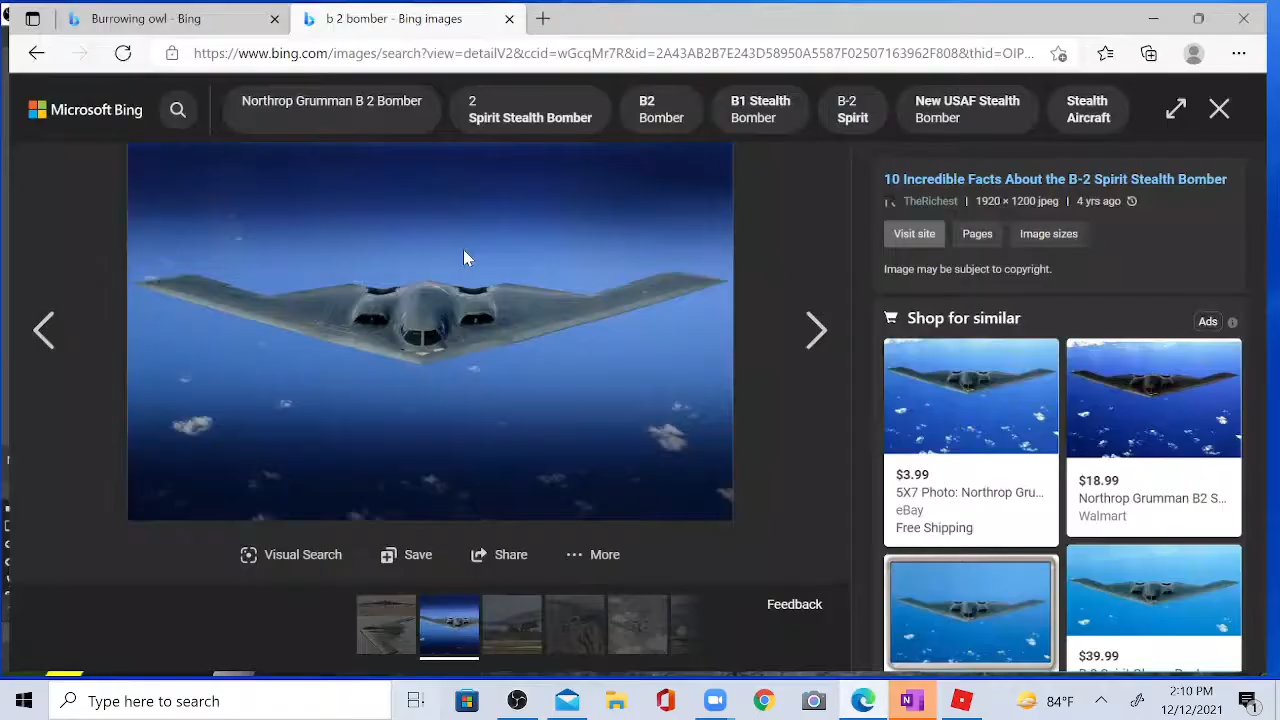 Burrowing owl - Bing
b 2 bomber - Bing images
https://www.bing.com/images/search?view=detailV2&ccid=wGcqMr7R&id=2A43AB2B7E243D58950A5587F02507163962F808&thid=OIP...
Microsoft Bing
Northrop Grumman B 2 Bomber
2
Spirit Stealth Bomber
B2
Bomber
B1 Stealth
Bomber
B-2
Spirit
New USAF Stealth
Bomber
Stealth
Aircraft
10 Incredible Facts About the B-2 Spirit Stealth Bomber
TheRichest | 1920 × 1200 jpeg | 4 yrs ago
Visit site
Pages
Image sizes
Image may be subject to copyright.
Shop for similar
Ads
$3.99
5X7 Photo: Northrop Gru...
eBay
Free Shipping
$18.99
Northrop Grumman B2 S...
Walmart
$39.99
Visual Search
Save
Share
More
Feedback
Type here to search
84°F
2:10 PM
12/12/2021
1